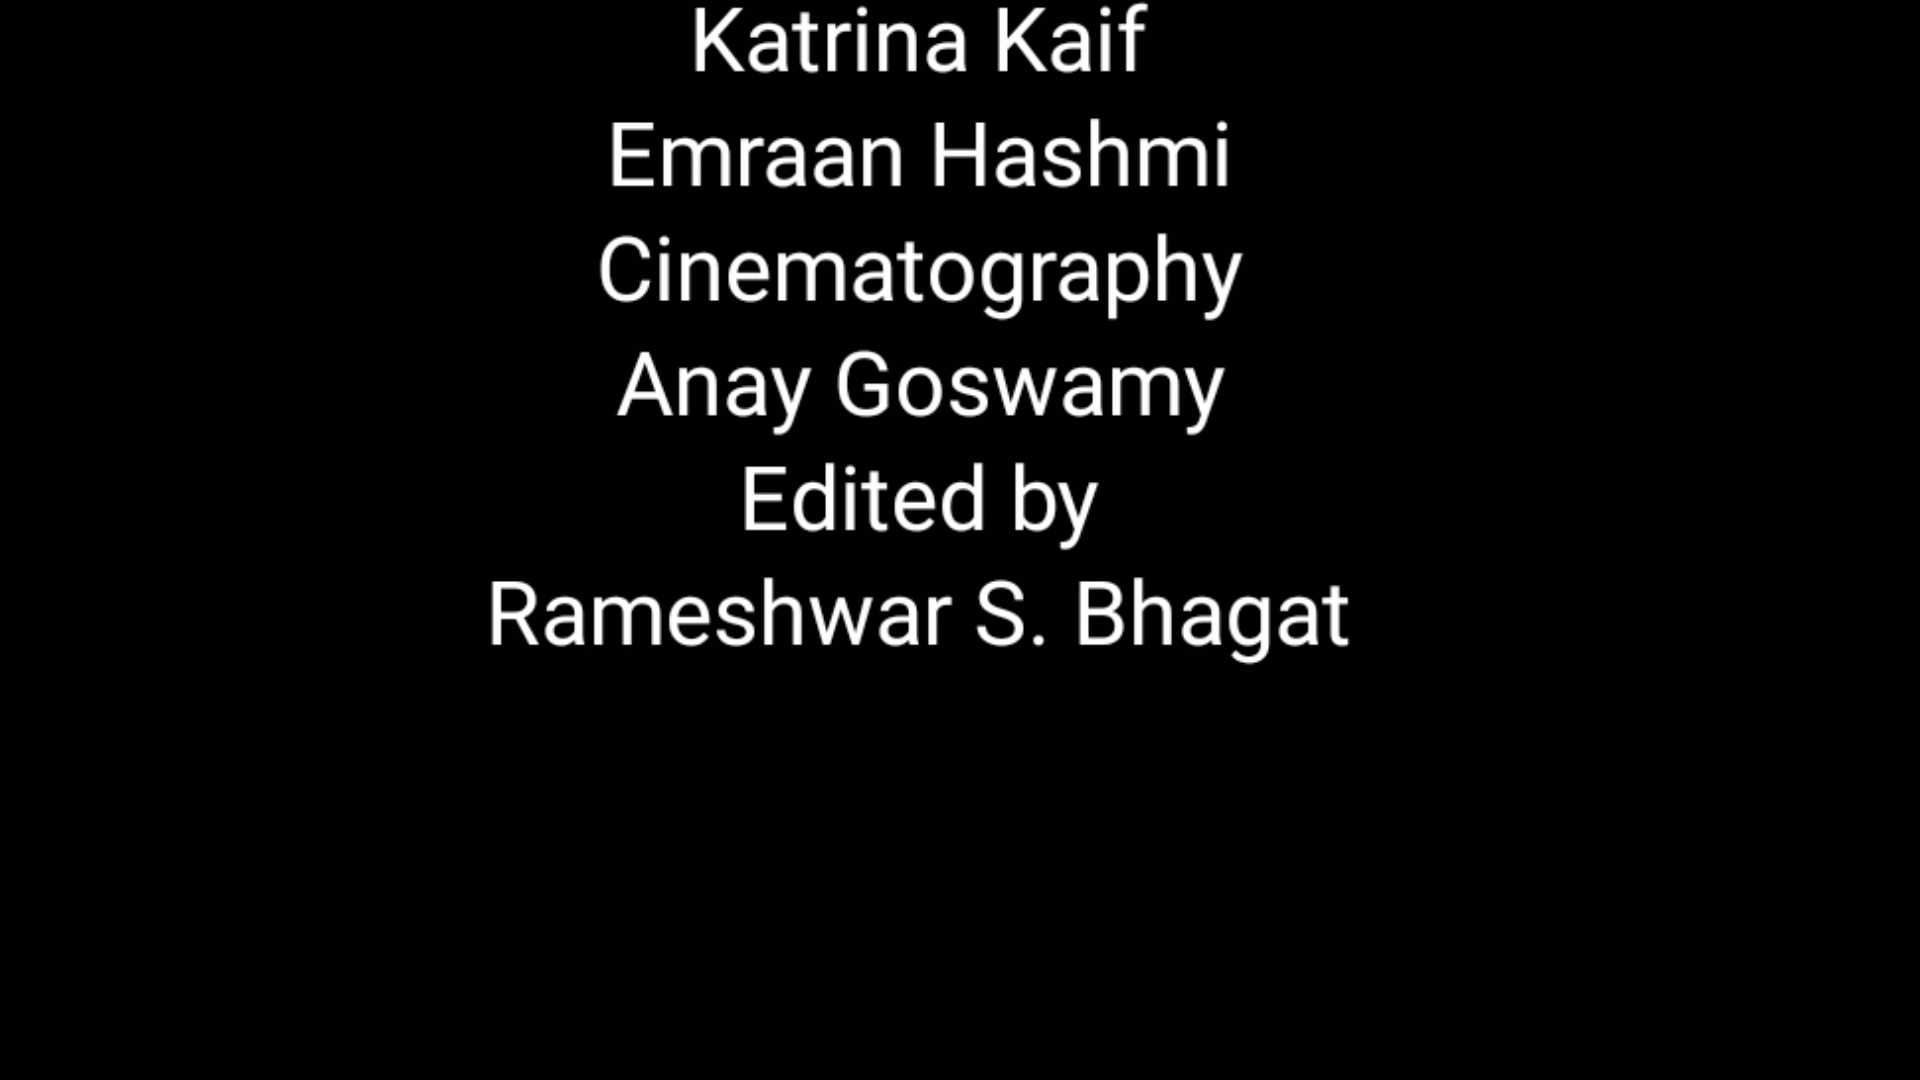 Katrina Kaif
Emraan Hashmi
Cinematography
Anay Goswamy
Edited by
Rameshwar S. Bhagat